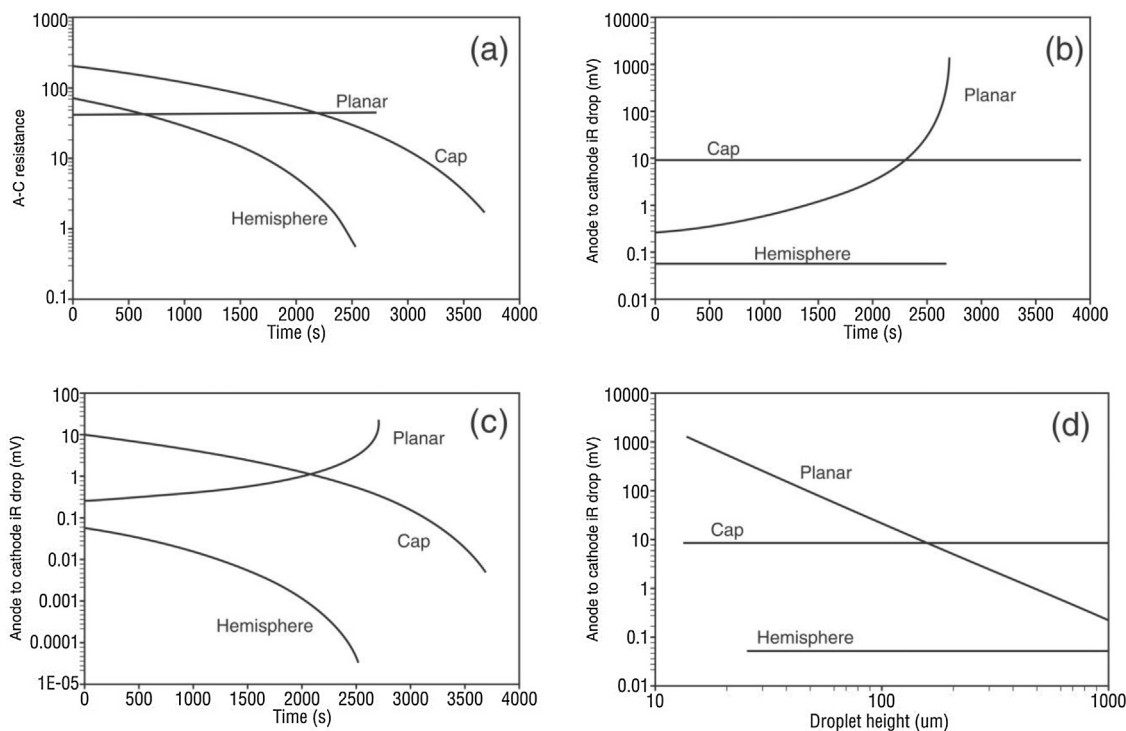 (a)
1000
100
10
1
0.1
A-C resistance
Planar
Cap
Hemisphere
0 500 1000 1500 2000 2500 3000 3500 4000
Time (s)
(b)
10000
1000
100
10
1
0.1
0.01
Anode to cathode iR drop (mV)
Planar
Cap
Hemisphere
0 500 1000 1500 2000 2500 3000 3500 4000
Time (s)
(c)
100
10
1
0.1
0.01
0.001
0.0001
1E-05
Anode to cathode iR drop (mV)
Planar
Cap
Hemisphere
0 500 1000 1500 2000 2500 3000 3500 4000
Time (s)
(d)
10000
1000
100
10
1
0.1
0.01
Anode to cathode iR drop (mV)
Planar
Cap
Hemisphere
10 100 1000
Droplet height (um)